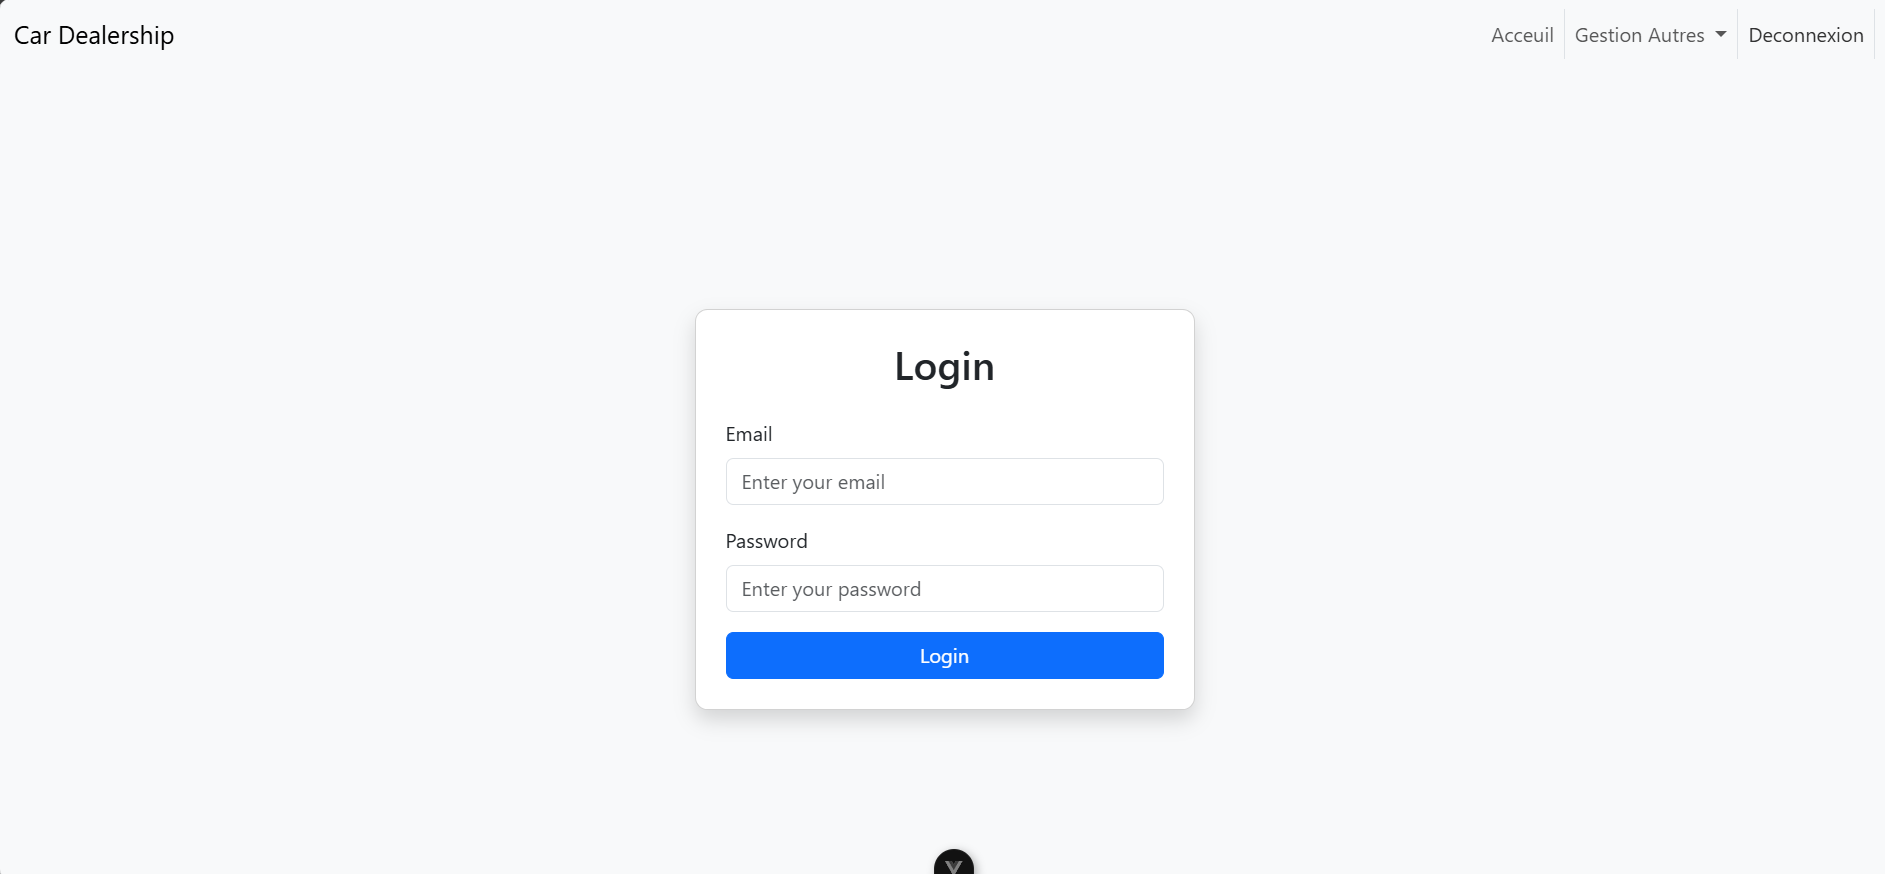 Car Dealership
Acceuil
Gestion Autres
Deconnexion
Login
Email
Enter your email
Password
Enter your password
Login